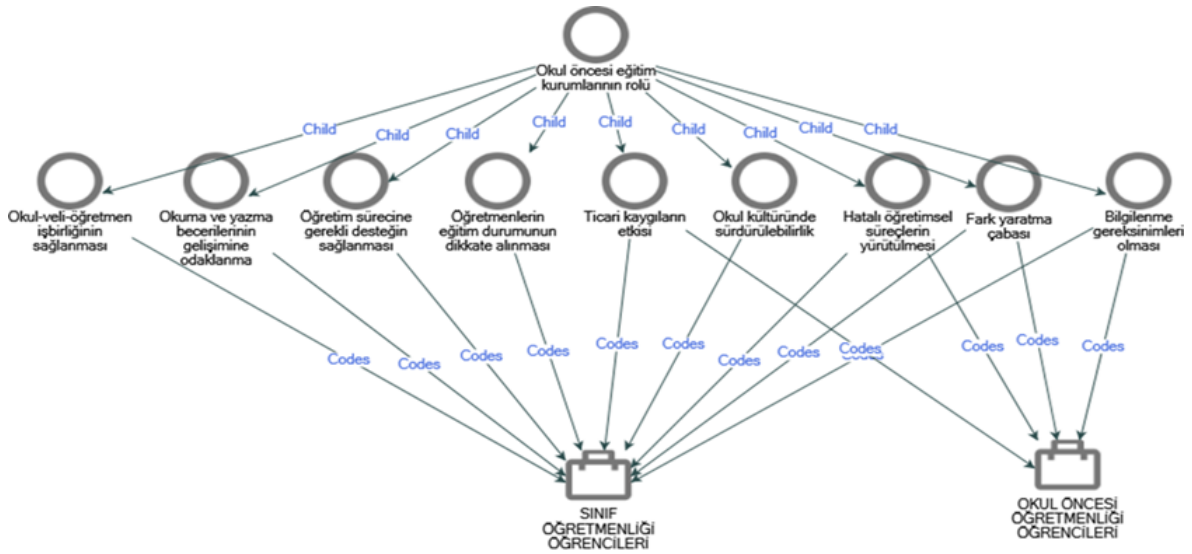 Okul öncesi eğitim
kurumlarının rolü
Child
Child
Child
Child
Child
Child
Child
Child
Child
Okul-veli-öğretmen
işbirliğinin
sağlanması
Okuma ve yazma
becerilerinin
gelişimine
odaklanma
Öğretim sürecine
gerekli desteğin
sağlanması
Öğretmenlerin
eğitim durumunun
dikkate alınması
Ticari kaygıların
etkisi
Okul kültüründe
sürdürülebilirlik
Hatalı öğretimsel
süreçlerin
yürütülmesi
Fark yaratma
çabası
Bilgilenme
gereksinimleri
olması
Codes
Codes
Codes
Codes
Codes
Codes
Codes
Codes
Codes
Codes
Codes
Codes
Codes
SINIF
ÖĞRETMENLİĞİ
ÖĞRENCİLERİ
OKUL ÖNCESİ
ÖĞRETMENLİĞİ
ÖĞRENCİLERİ